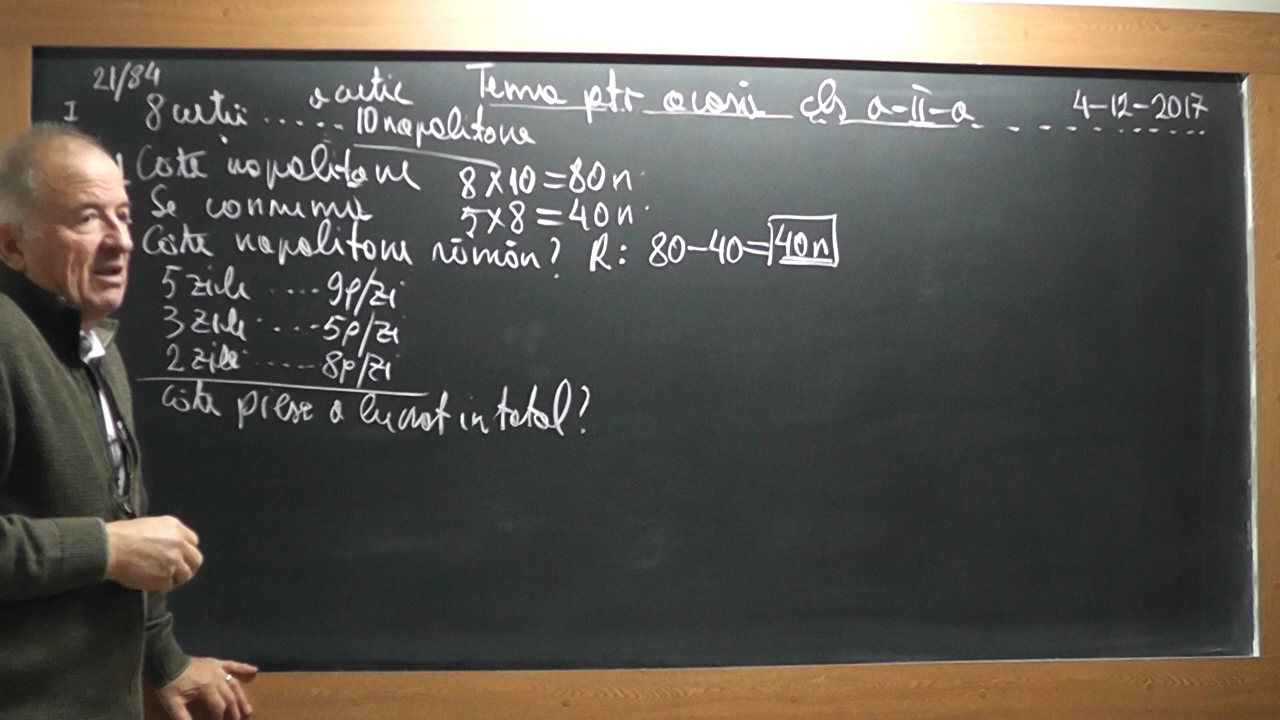 21/84
Tema ptr acasă cls a-II-a 4-12-2017
o cutie
I 8 cutii ..... 10 napolitane
Câte napolitane 8×10=80n
Se consumă 5×8=40n
Câte napolitane rămân? R: 80-40=40n
5 zile .... 9p/zi
3 zile .... 5p/zi
2 zile ..... 8p/zi
Câte piese a lucrat in total?